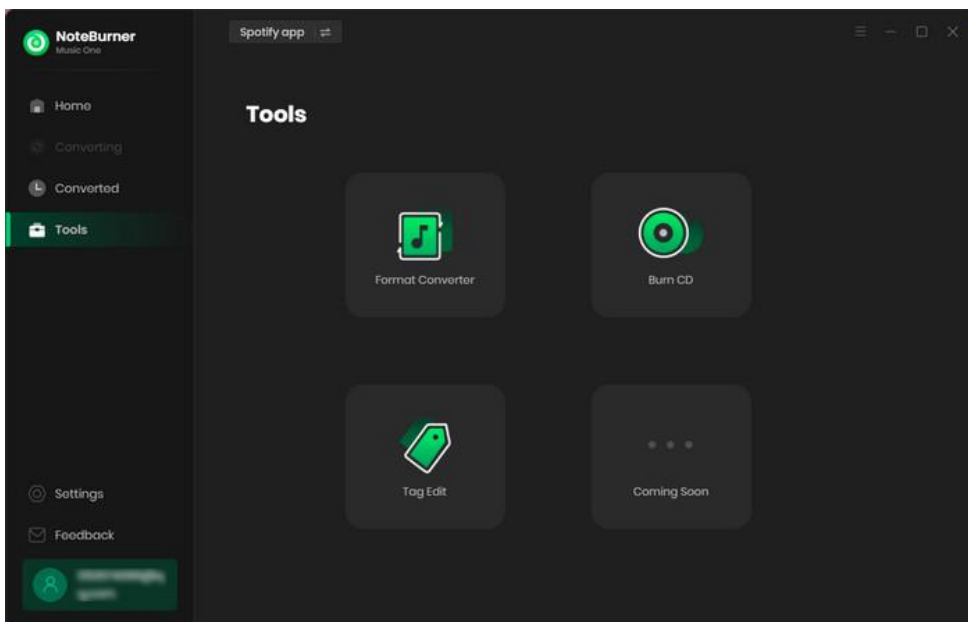 NoteBurner
Music One
Spotify app
Home
Converting
Converted
Tools
Settings
Feedback
Tools
Format Converter
Burn CD
Tag Edit
Coming Soon